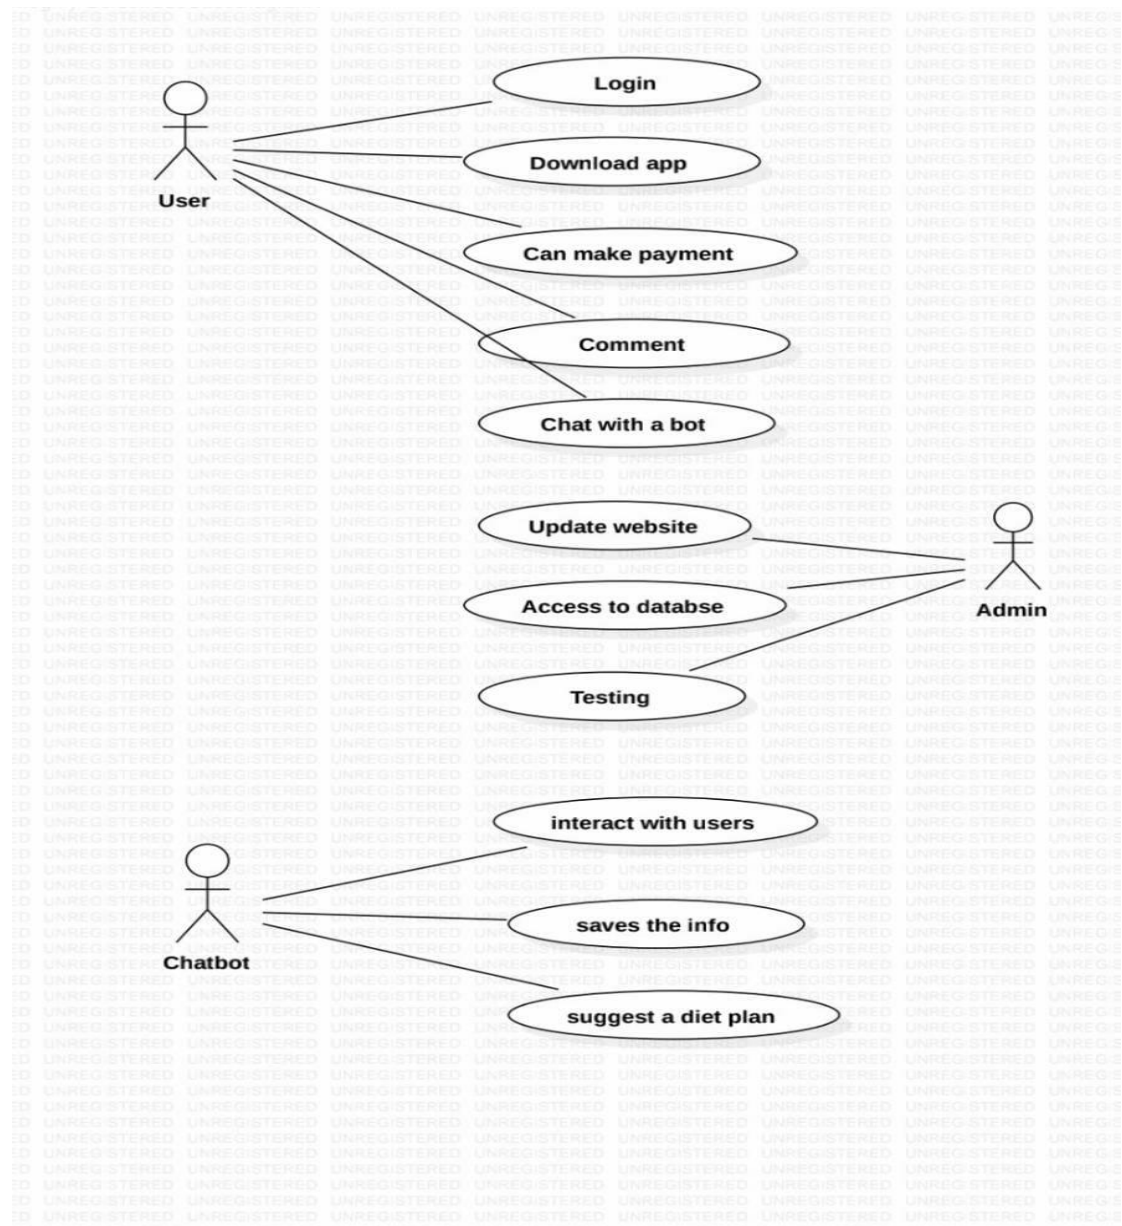 Login
Download app
User
Can make payment
Comment
Chat with a bot
Update website
Access to databse
Admin
Testing
interact with users
saves the info
Chatbot
suggest a diet plan
UNREGISTERED